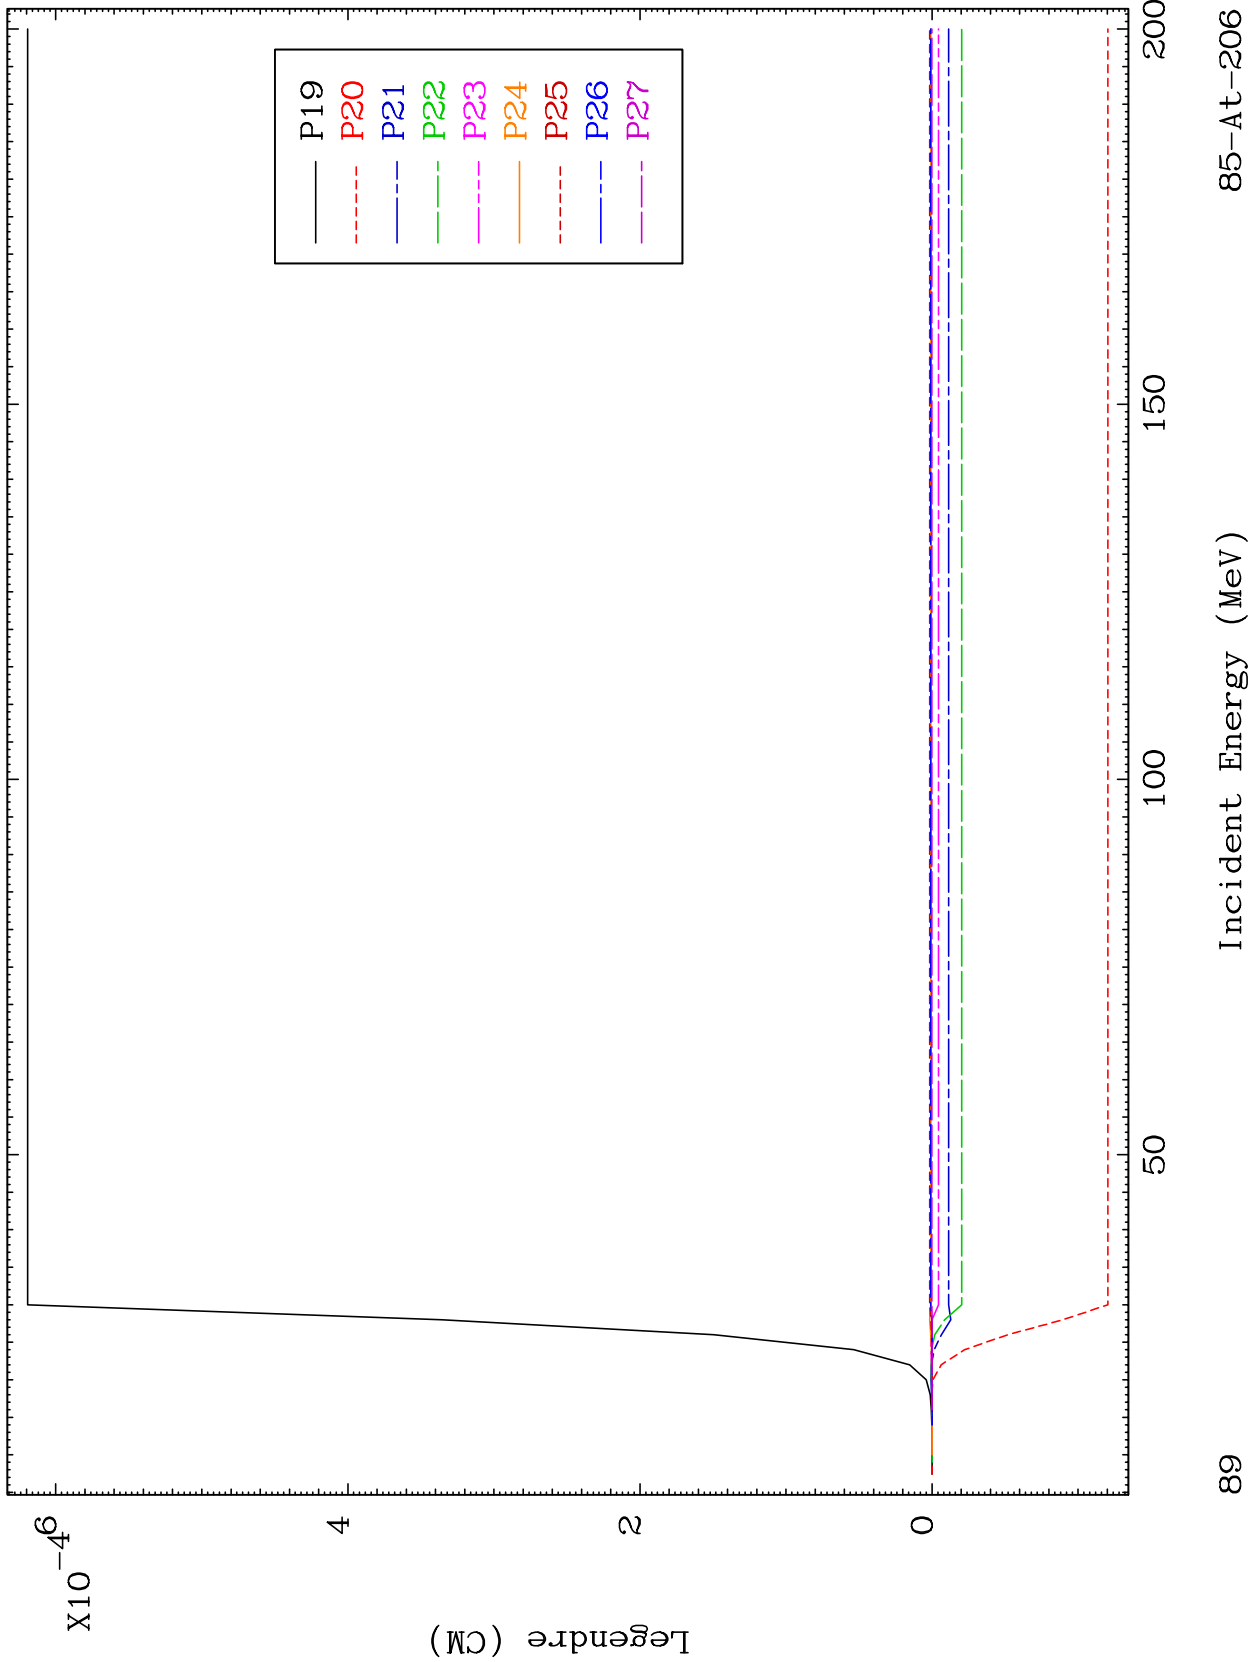 X10⁻⁴
6
4
2
0
Legendre (CM)
P19
P20
P21
P22
P23
P24
P25
P26
P27
50
100
150
200
Incident Energy (MeV)
89
85-At-206